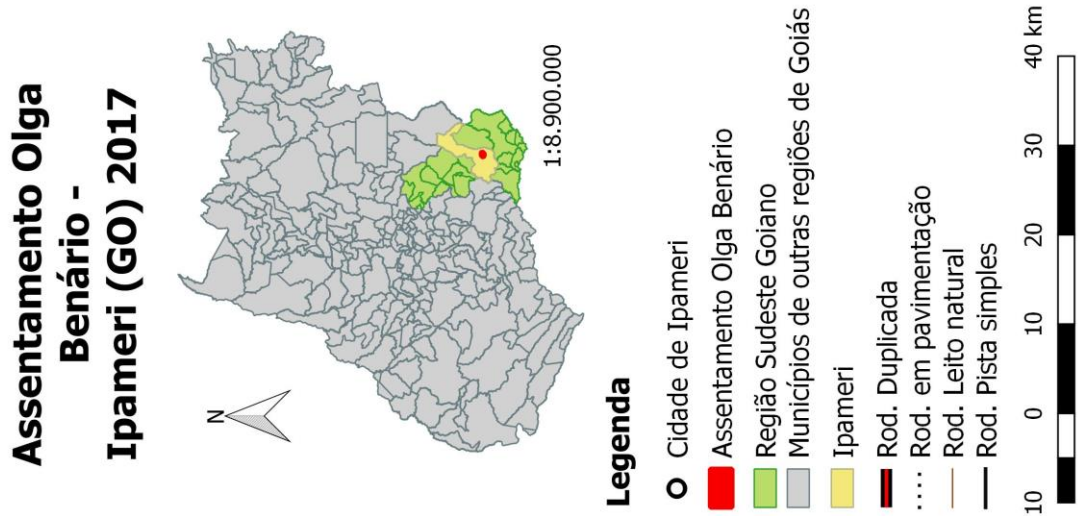 Assentamento Olga
Benário -
Ipameri (GO) 2017
N
1:8.900.000
Legenda
Cidade de Ipameri
Assentamento Olga Benário
Região Sudeste Goiano
Municípios de outras regiões de Goiás
Ipameri
Rod. Duplicada
Rod. em pavimentação
Rod. Leito natural
Rod. Pista simples
10 0 10 20 30 40 km